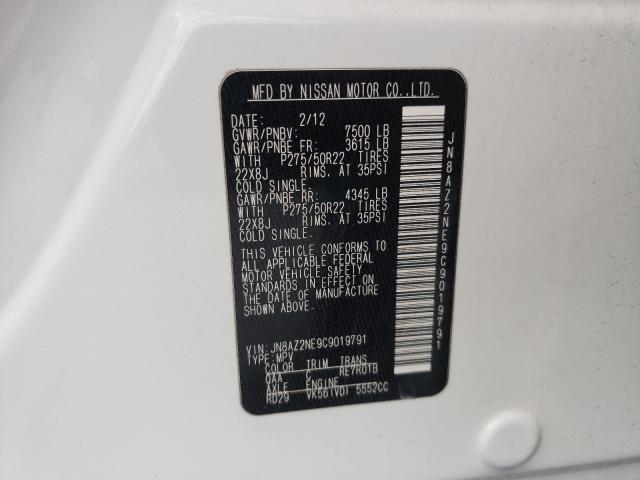 MFD BY NISSAN MOTOR CO.,LTD.
DATE: 2/12
GVWR/PNBV: 7500 LB
GAWR/PNBE FR: 3615 LB
WITH P275/50R22 TIRES
22X8J RIMS. AT 35PSI
COLD SINGLE.
GAWR/PNBE RR: 4345 LB
WITH P275/50R22 TIRES
22X8J RIMS. AT 35PSI
COLD SINGLE.
THIS VEHICLE CONFORMS TO
ALL APPLICABLE FEDERAL
MOTOR VEHICLE SAFETY
STANDARDS IN EFFECT ON
THE DATE OF MANUFACTURE
SHOWN ABOVE.
VIN: JN8AZ2NE9C9019791
TYPE: MPV
COLOR TRIM TRANS
QAA C RE7R01B
AXLE ENGINE
RD29 VK56(VD) 5552CC
JN8AZ2NE9C9019791